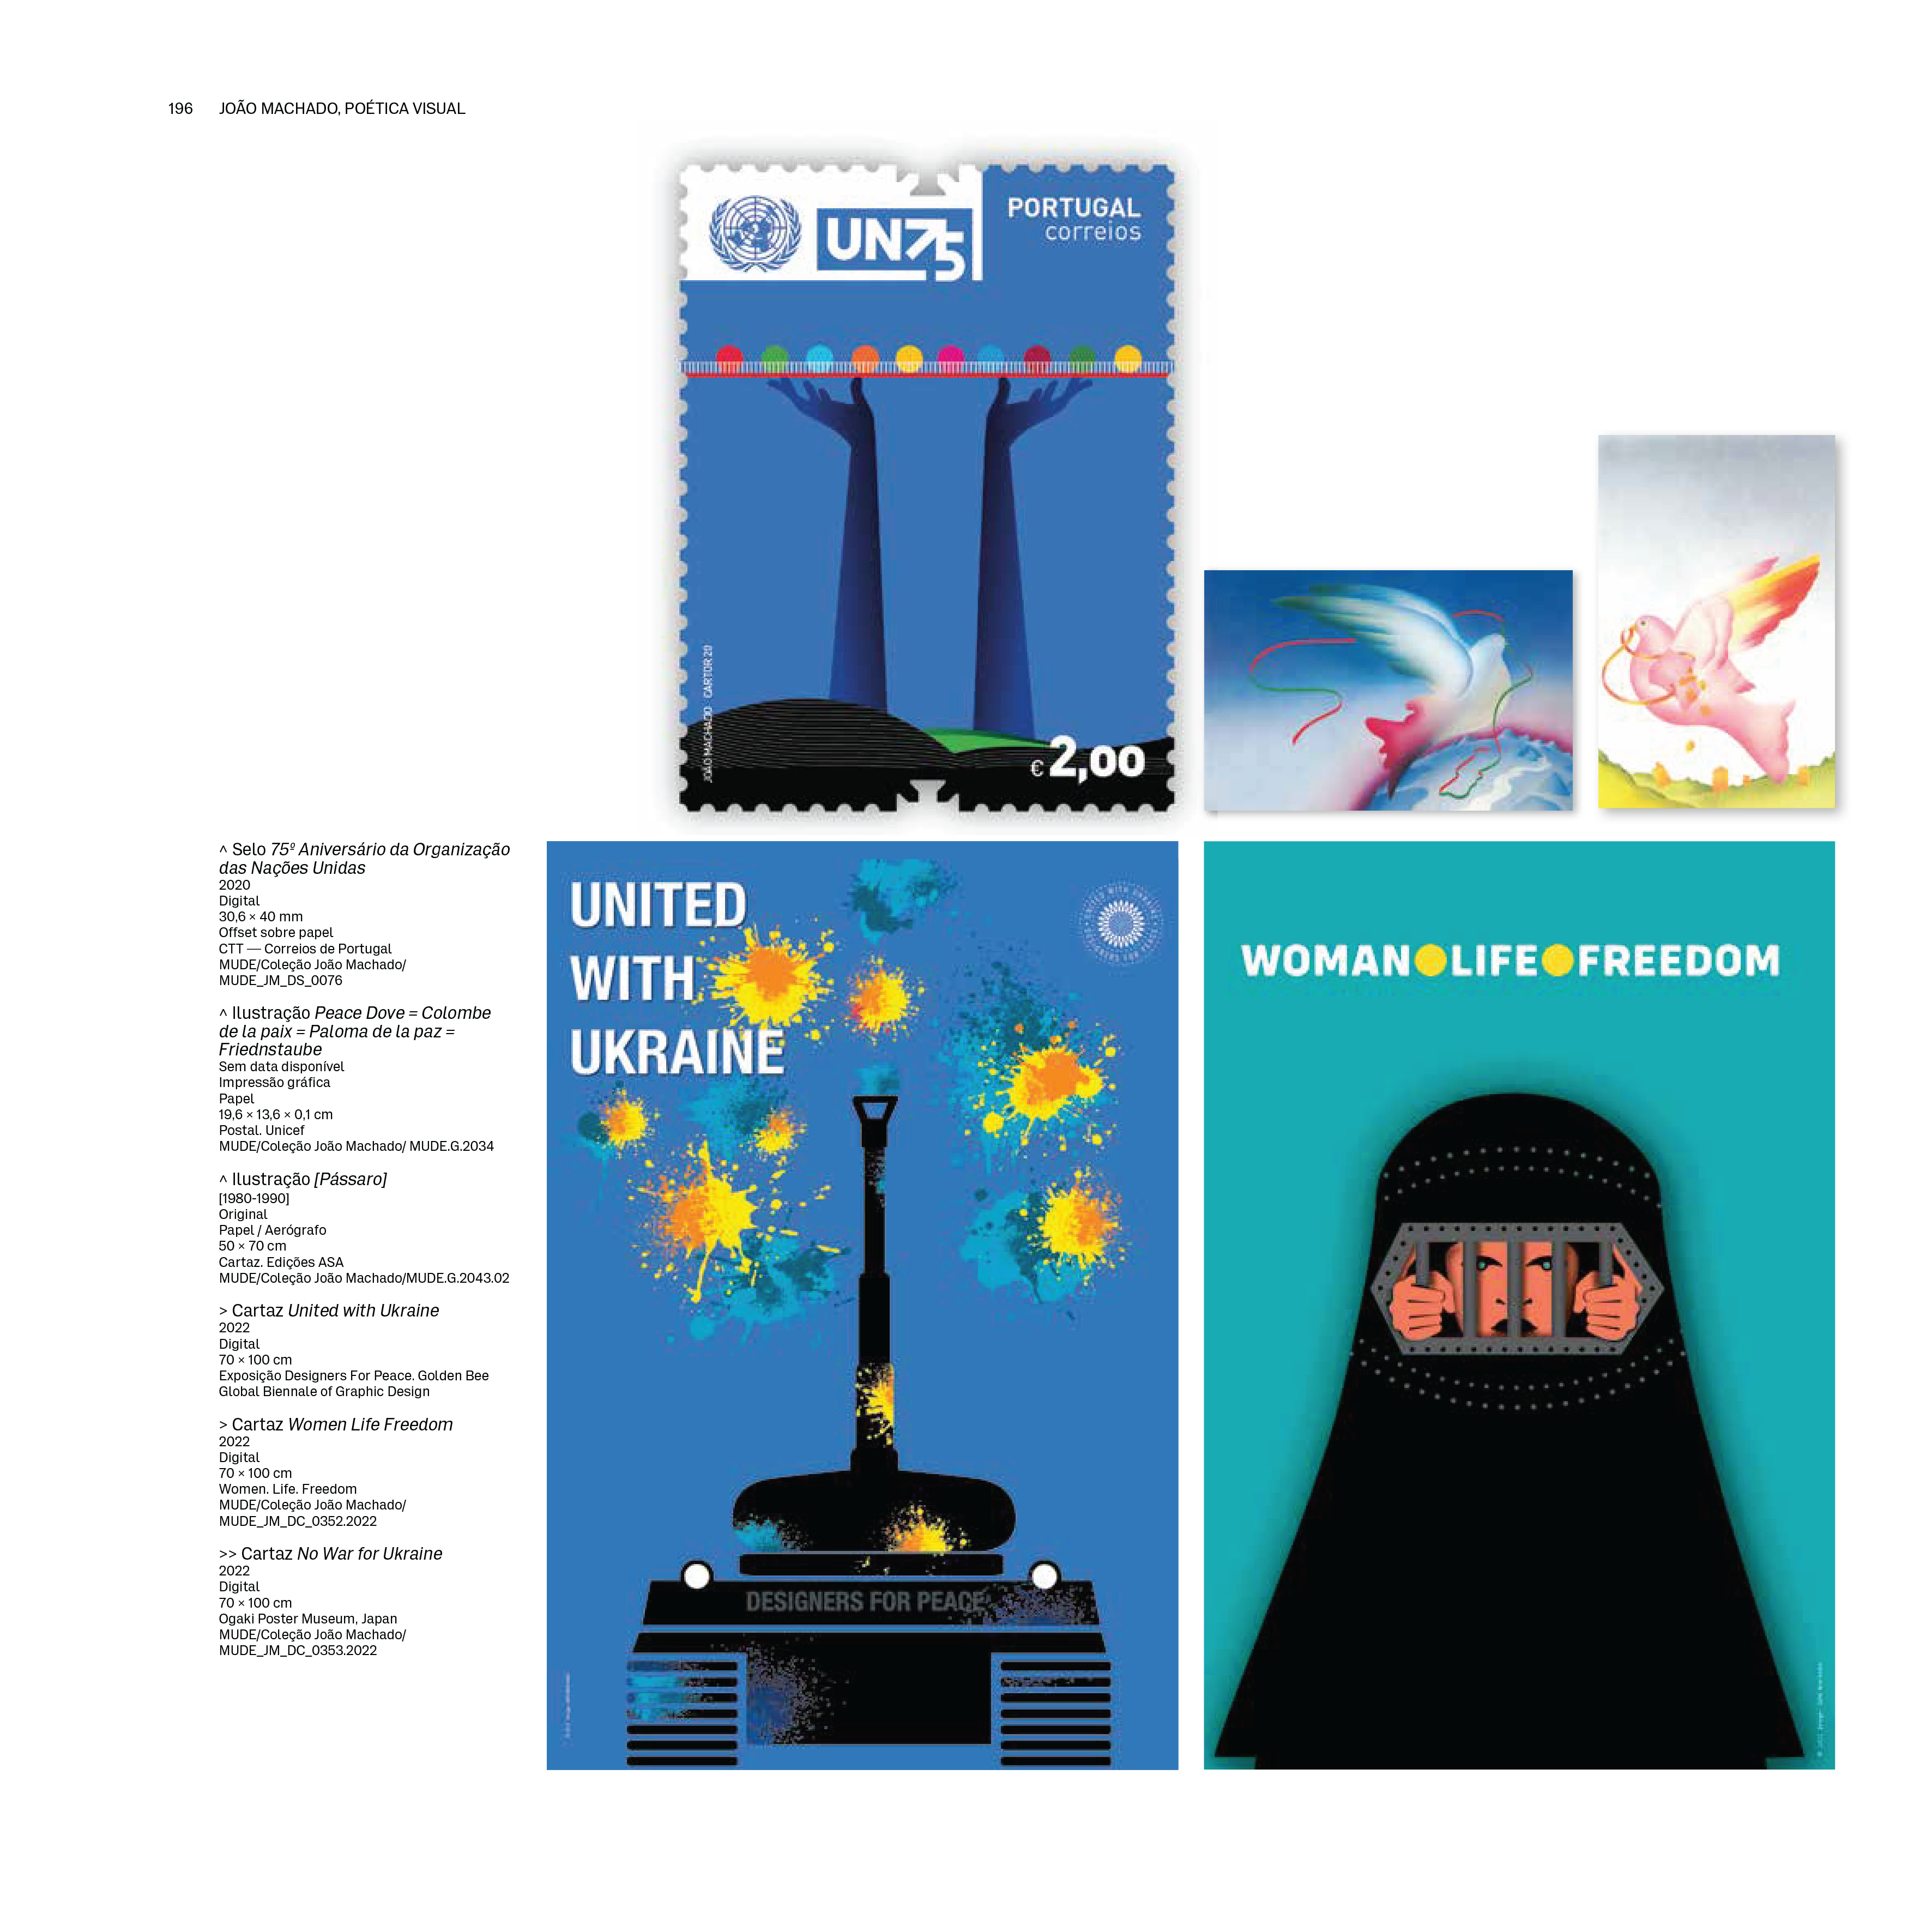 196 JOÃO MACHADO, POÉTICA VISUAL
UN75
PORTUGAL
correios
JOÃO MACHADO CARTOR 20
€2,00
^ Selo 75º Aniversário da Organização
das Nações Unidas
2020
Digital
30,6 × 40 mm
Offset sobre papel
CTT — Correios de Portugal
MUDE/Coleção João Machado/
MUDE_JM_DS_0076
^ Ilustração Peace Dove = Colombe
de la paix = Paloma de la paz =
Friednstaube
Sem data disponível
Impressão gráfica
Papel
19,6 × 13,6 × 0,1 cm
Postal. Unicef
MUDE/Coleção João Machado/ MUDE.G.2034
^ Ilustração [Pássaro]
[1980-1990]
Original
Papel / Aerógrafo
50 × 70 cm
Cartaz. Edições ASA
MUDE/Coleção João Machado/MUDE.G.2043.02
> Cartaz United with Ukraine
2022
Digital
70 × 100 cm
Exposição Designers For Peace. Golden Bee
Global Biennale of Graphic Design
> Cartaz Women Life Freedom
2022
Digital
70 × 100 cm
Women. Life. Freedom
MUDE/Coleção João Machado/
MUDE_JM_DC_0352.2022
>> Cartaz No War for Ukraine
2022
Digital
70 × 100 cm
Ogaki Poster Museum, Japan
MUDE/Coleção João Machado/
MUDE_JM_DC_0353.2022
UNITED
WITH
UKRAINE
UNITED WITH UKRAINE
DESIGNERS FOR PEACE
WOMAN LIFE FREEDOM